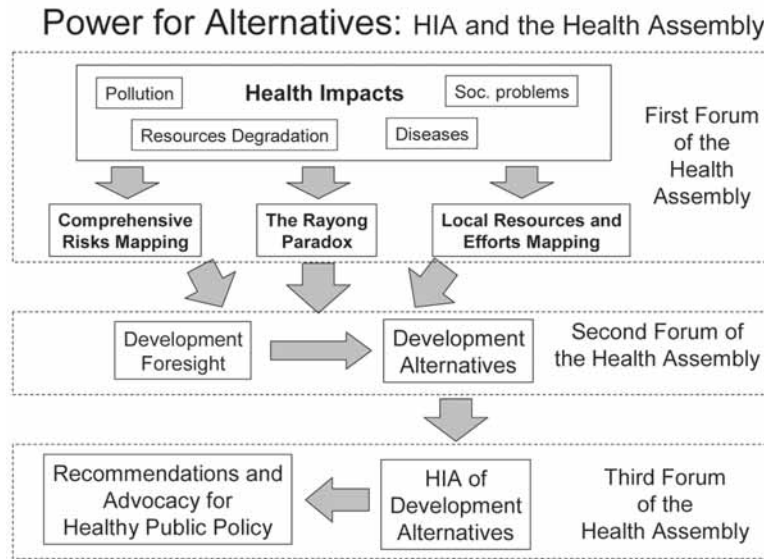 Power for Alternatives: HIA and the Health Assembly
Pollution
Health Impacts
Soc. problems
Resources Degradation
Diseases
First Forum
of the
Health
Assembly
Comprehensive
Risks Mapping
The Rayong
Paradox
Local Resources and
Efforts Mapping
Development
Foresight
Development
Alternatives
Second Forum of
the Health Assembly
Recommendations and
Advocacy for
Healthy Public Policy
HIA of
Development
Alternatives
Third Forum
of the
Health Assembly